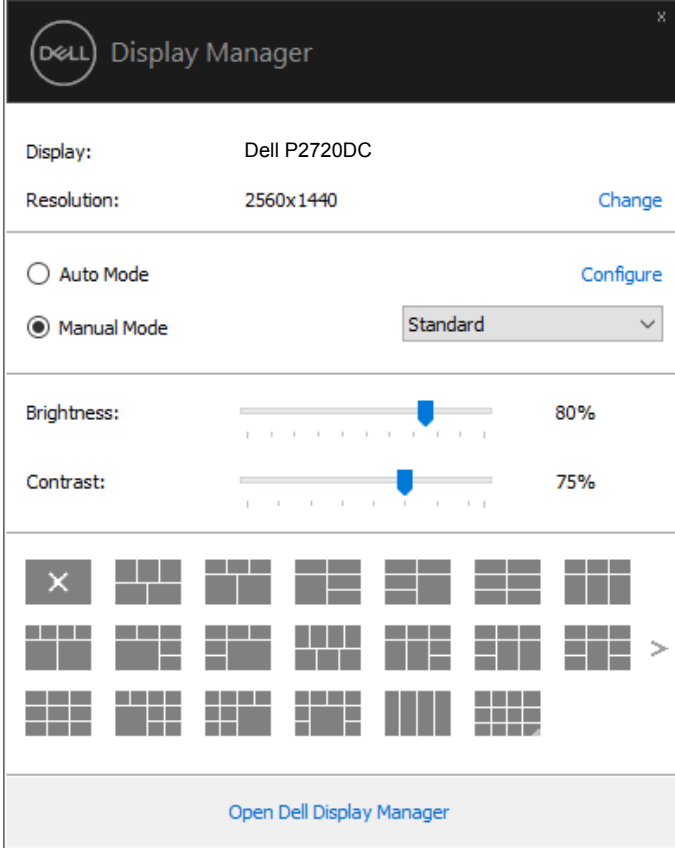 x
DELL Display Manager
Display: Dell P2720DC
Resolution: 2560x1440 Change
Auto Mode Configure
Manual Mode Standard
Brightness: 80%
Contrast: 75%
>
Open Dell Display Manager